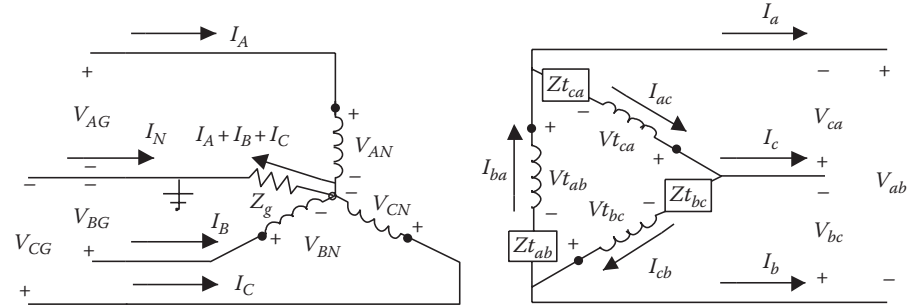 I_A
I_a
+
−
+
+
Zt_ca
I_ac
V_AG
I_N
I_A + I_B + I_C
V_AN
−
Vt_ca
V_ca
+
+
−
−
−
−
−
I_ba
Vt_ab
I_c
+
−
V_ab
Z_g
V_CN
Vt_bc
−
Zt_bc
V_CG
V_BG
I_B
−
+
−
V_BN
+
+
Zt_ab
+
I_cb
V_bc
+
I_C
I_b
+
−